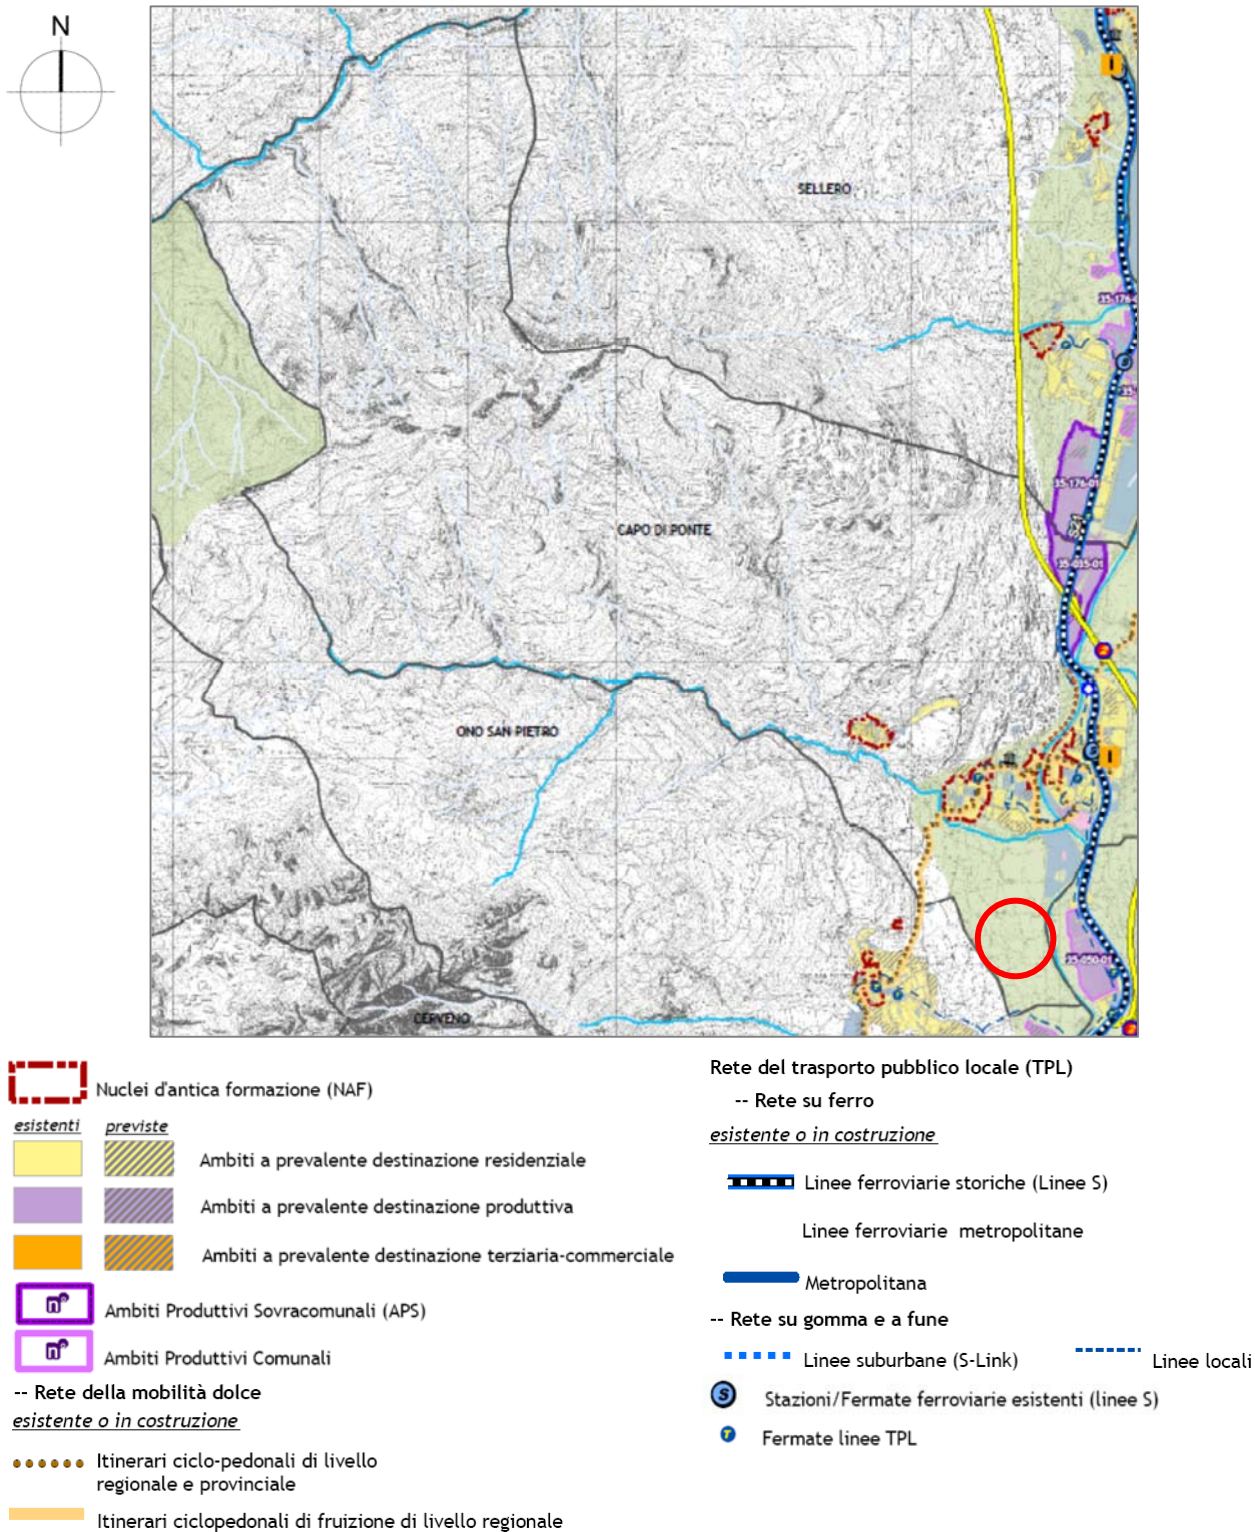 N
SELLERO
35-176-01
35-035-01
CAPO DI PONTE
ONO SAN PIETRO
35-050-01
CERVENO
Nuclei d'antica formazione (NAF)
esistenti previste
Ambiti a prevalente destinazione residenziale
Ambiti a prevalente destinazione produttiva
Ambiti a prevalente destinazione terziaria-commerciale
n° Ambiti Produttivi Sovracomunali (APS)
n° Ambiti Produttivi Comunali
-- Rete della mobilità dolce
esistente o in costruzione
Itinerari ciclo-pedonali di livello
regionale e provinciale
Itinerari ciclopedonali di fruizione di livello regionale
Rete del trasporto pubblico locale (TPL)
-- Rete su ferro
esistente o in costruzione
Linee ferroviarie storiche (Linee S)
Linee ferroviarie metropolitane
Metropolitana
-- Rete su gomma e a fune
Linee suburbane (S-Link) Linee locali
S Stazioni/Fermate ferroviarie esistenti (linee S)
T Fermate linee TPL